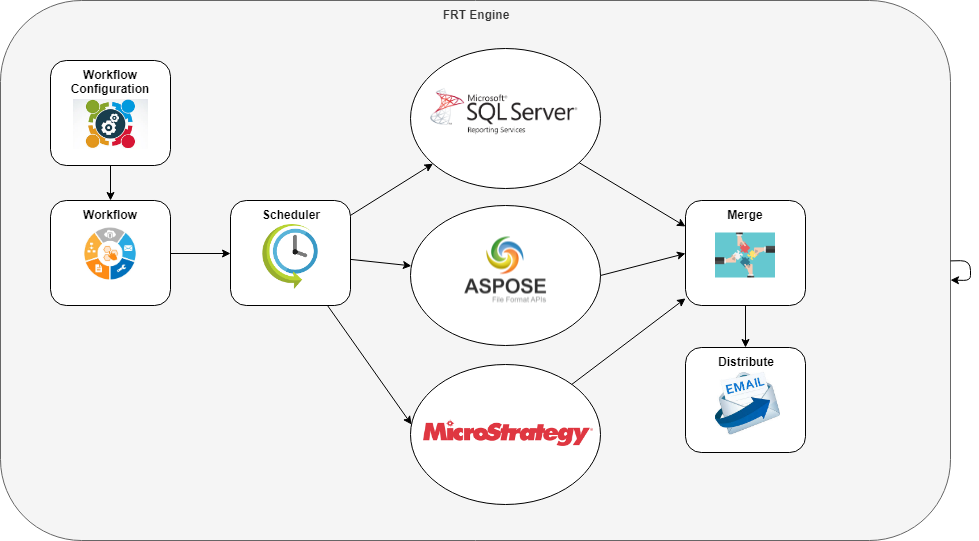 FRT Engine
Workflow
Configuration
Microsoft®
SQL Server®
Reporting Services
Workflow
Scheduler
ASPOSE
File Format APIs
Merge
MicroStrategy®
Distribute
EMAIL